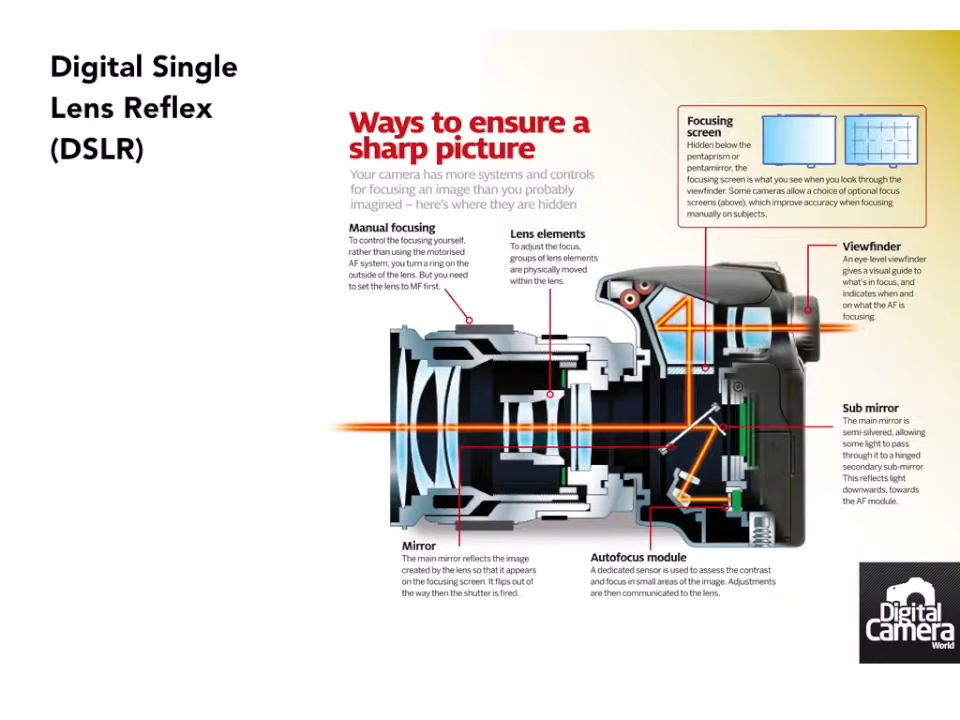 Digital Single
Lens Reflex
(DSLR)
Ways to ensure a
sharp picture
Your camera has more systems and controls
for focusing an image than you probably
imagined – here's where they are hidden
Focusing
screen
Hidden below the
pentaprism or
pentamirror, the
focusing screen is what you see when you look through the
viewfinder. Some cameras allow a choice of optional focus
screens (above), which improve accuracy when focusing
manually on subjects.
Manual focusing
To control the focusing yourself,
rather than using the motorised
AF system, you turn a ring on the
outside of the lens. But you need
to set the lens to MF first.
Lens elements
To adjust the focus,
groups of lens elements
are physically moved
within the lens.
Viewfinder
An eye-level viewfinder
gives a visual guide to
what's in focus, and
indicates when and
on what the AF is
focusing.
Sub mirror
The main mirror is
semi-silvered, allowing
some light to pass
through it to a hinged
secondary sub-mirror.
This reflects light
downwards, towards
the AF module.
Mirror
The main mirror reflects the image
created by the lens so that it appears
on the focusing screen. It flips out of
the way then the shutter is fired.
Autofocus module
A dedicated sensor is used to assess the contrast
and focus in small areas of the image. Adjustments
are then communicated to the lens.
Digital
Camera
World